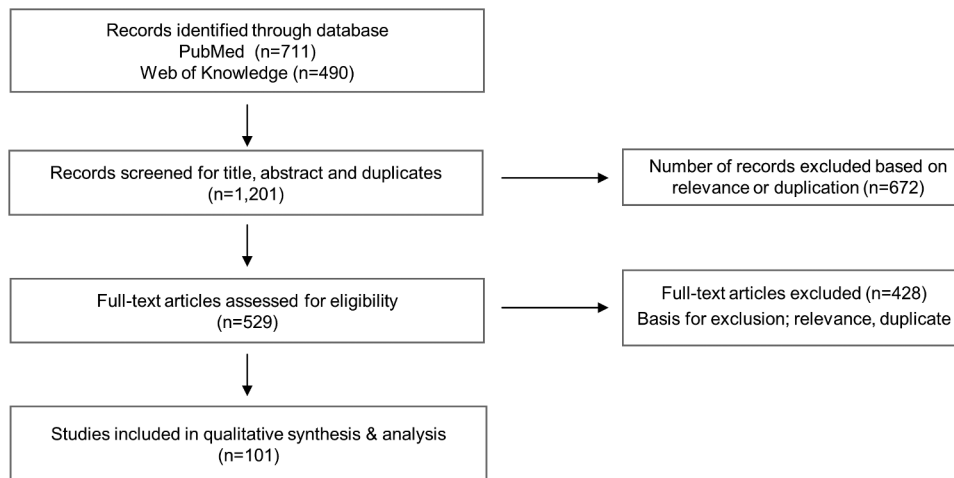 Records identified through database
PubMed (n=711)
Web of Knowledge (n=490)
Records screened for title, abstract and duplicates
(n=1,201)
Number of records excluded based on
relevance or duplication (n=672)
Full-text articles assessed for eligibility
(n=529)
Full-text articles excluded (n=428)
Basis for exclusion; relevance, duplicate
Studies included in qualitative synthesis & analysis
(n=101)